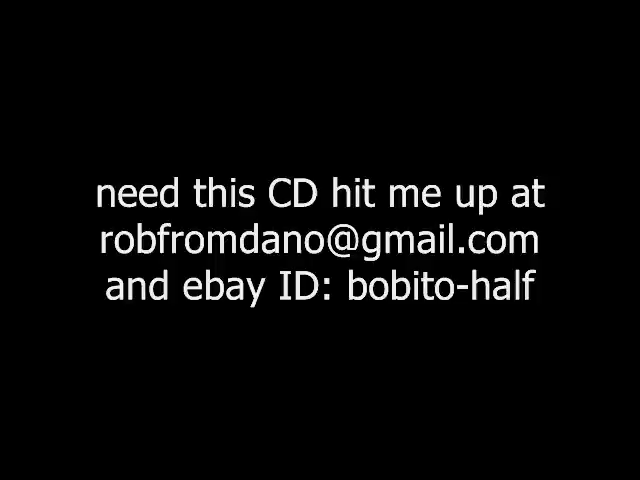 need this CD hit me up at
robfromdano@gmail.com
and ebay ID: bobito-half